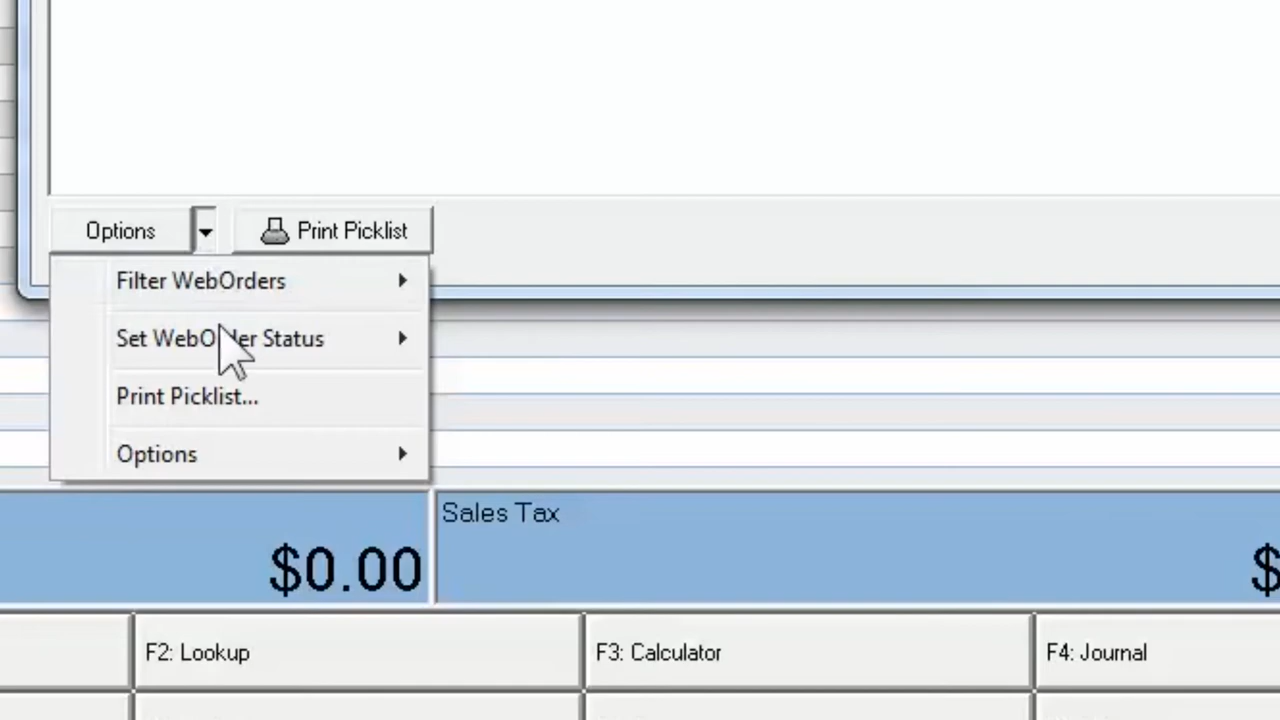 Options
Print Picklist
Filter WebOrders
Set WebOrder Status
Print Picklist...
Options
Sales Tax
$0.00
$
F2: Lookup
F3: Calculator
F4: Journal